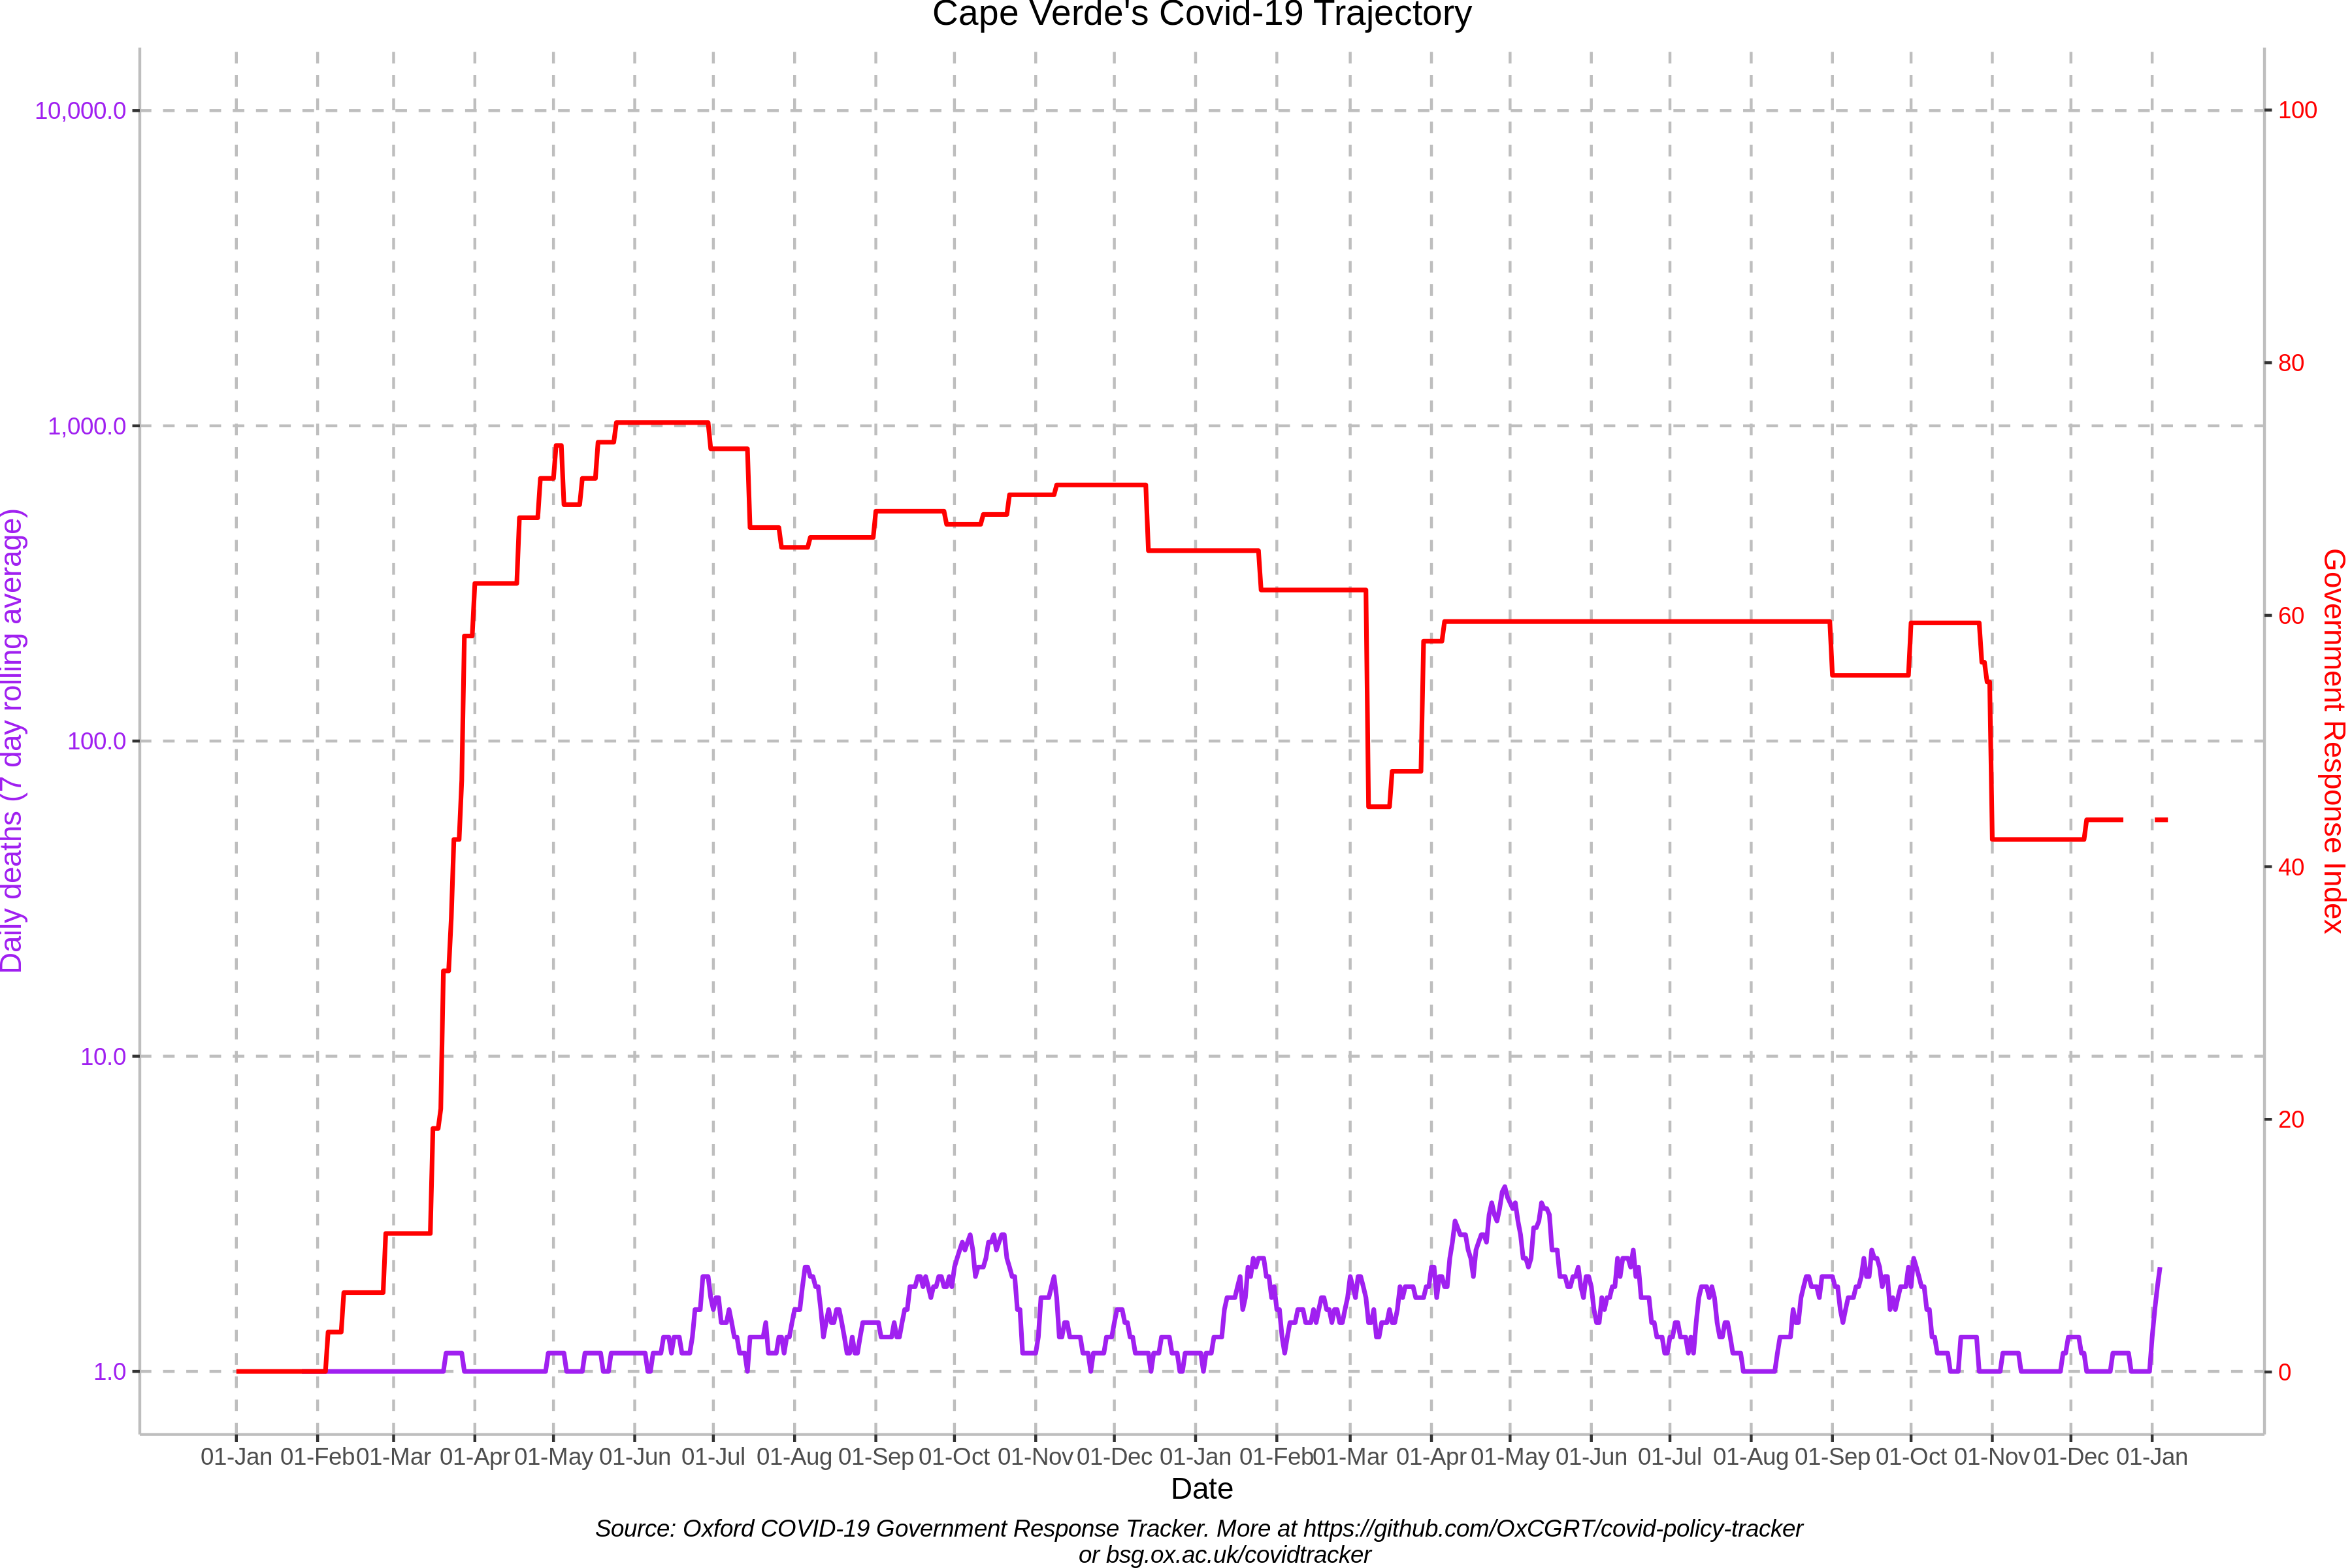 Cape Verde's Covid-19 Trajectory
10,000.0
1,000.0
100.0
10.0
1.0
Daily deaths (7 day rolling average)
100
80
60
40
20
0
Government Response Index
01-Jan 01-Feb 01-Mar 01-Apr 01-May 01-Jun 01-Jul 01-Aug 01-Sep 01-Oct 01-Nov 01-Dec 01-Jan 01-Feb 01-Mar 01-Apr 01-May 01-Jun 01-Jul 01-Aug 01-Sep 01-Oct 01-Nov 01-Dec 01-Jan
Date
Source: Oxford COVID-19 Government Response Tracker. More at https://github.com/OxCGRT/covid-policy-tracker
or bsg.ox.ac.uk/covidtracker